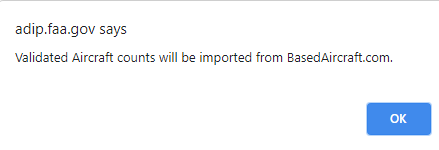 adip.faa.gov says
Validated Aircraft counts will be imported from BasedAircraft.com.
OK